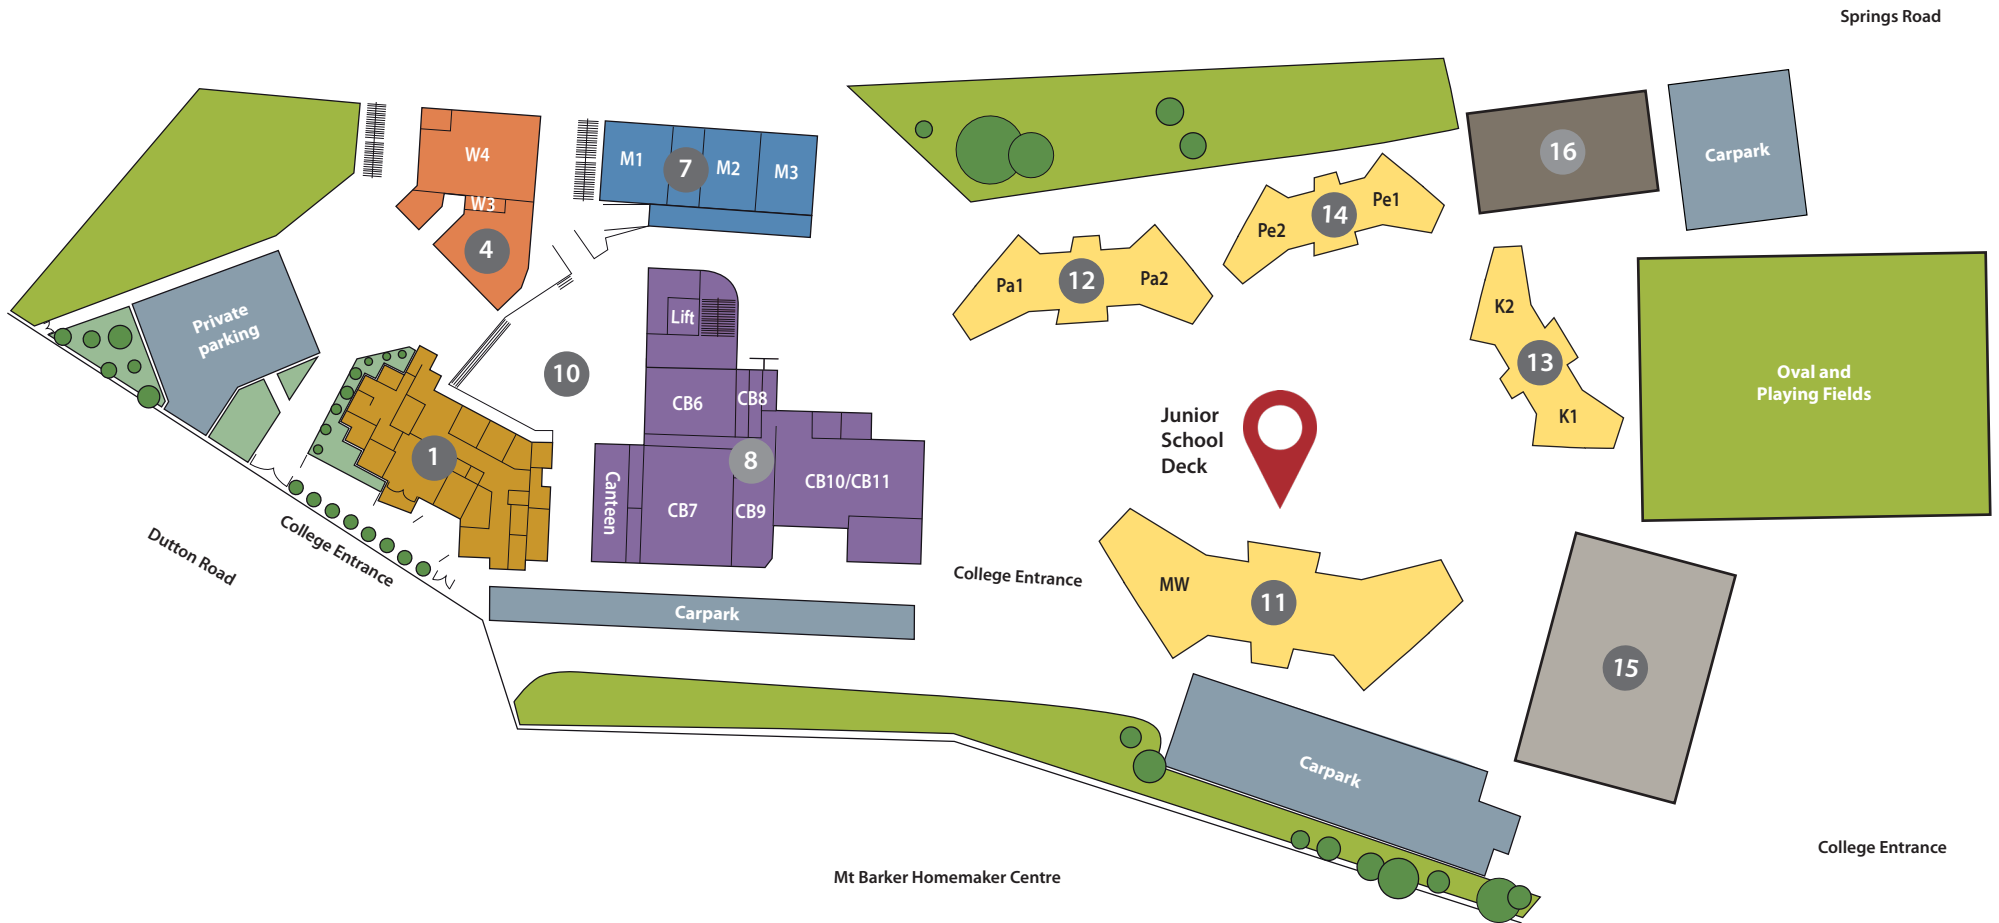 Springs Road
W4
W3
4
M1
7
M2
M3
16
Carpark
Pe1
14
Pe2
Pa1
12
Pa2
K2
13
K1
Oval and
Playing Fields
Private
parking
Lift
10
CB6
CB8
1
8
Canteen
CB7
CB9
CB10/CB11
Junior
School
Deck
Dutton Road
College Entrance
College Entrance
Carpark
MW
11
15
Carpark
College Entrance
Mt Barker Homemaker Centre